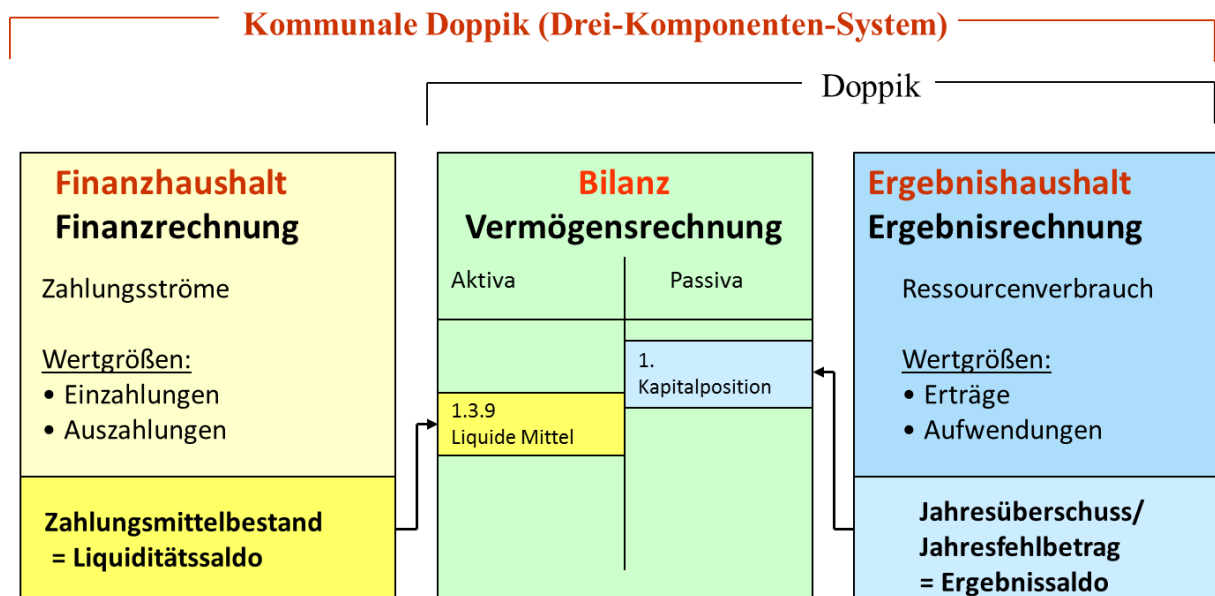 Kommunale Doppik (Drei-Komponenten-System)
Doppik
Finanzhaushalt
Finanzrechnung
Zahlungsströme
Wertgrößen:
• Einzahlungen
• Auszahlungen
Zahlungsmittelbestand
= Liquiditätssaldo
Bilanz
Vermögensrechnung
Aktiva
Passiva
1.
Kapitalposition
1.3.9
Liquide Mittel
Ergebnishaushalt
Ergebnisrechnung
Ressourcenverbrauch
Wertgrößen:
• Erträge
• Aufwendungen
Jahresüberschuss/
Jahresfehlbetrag
= Ergebnissaldo